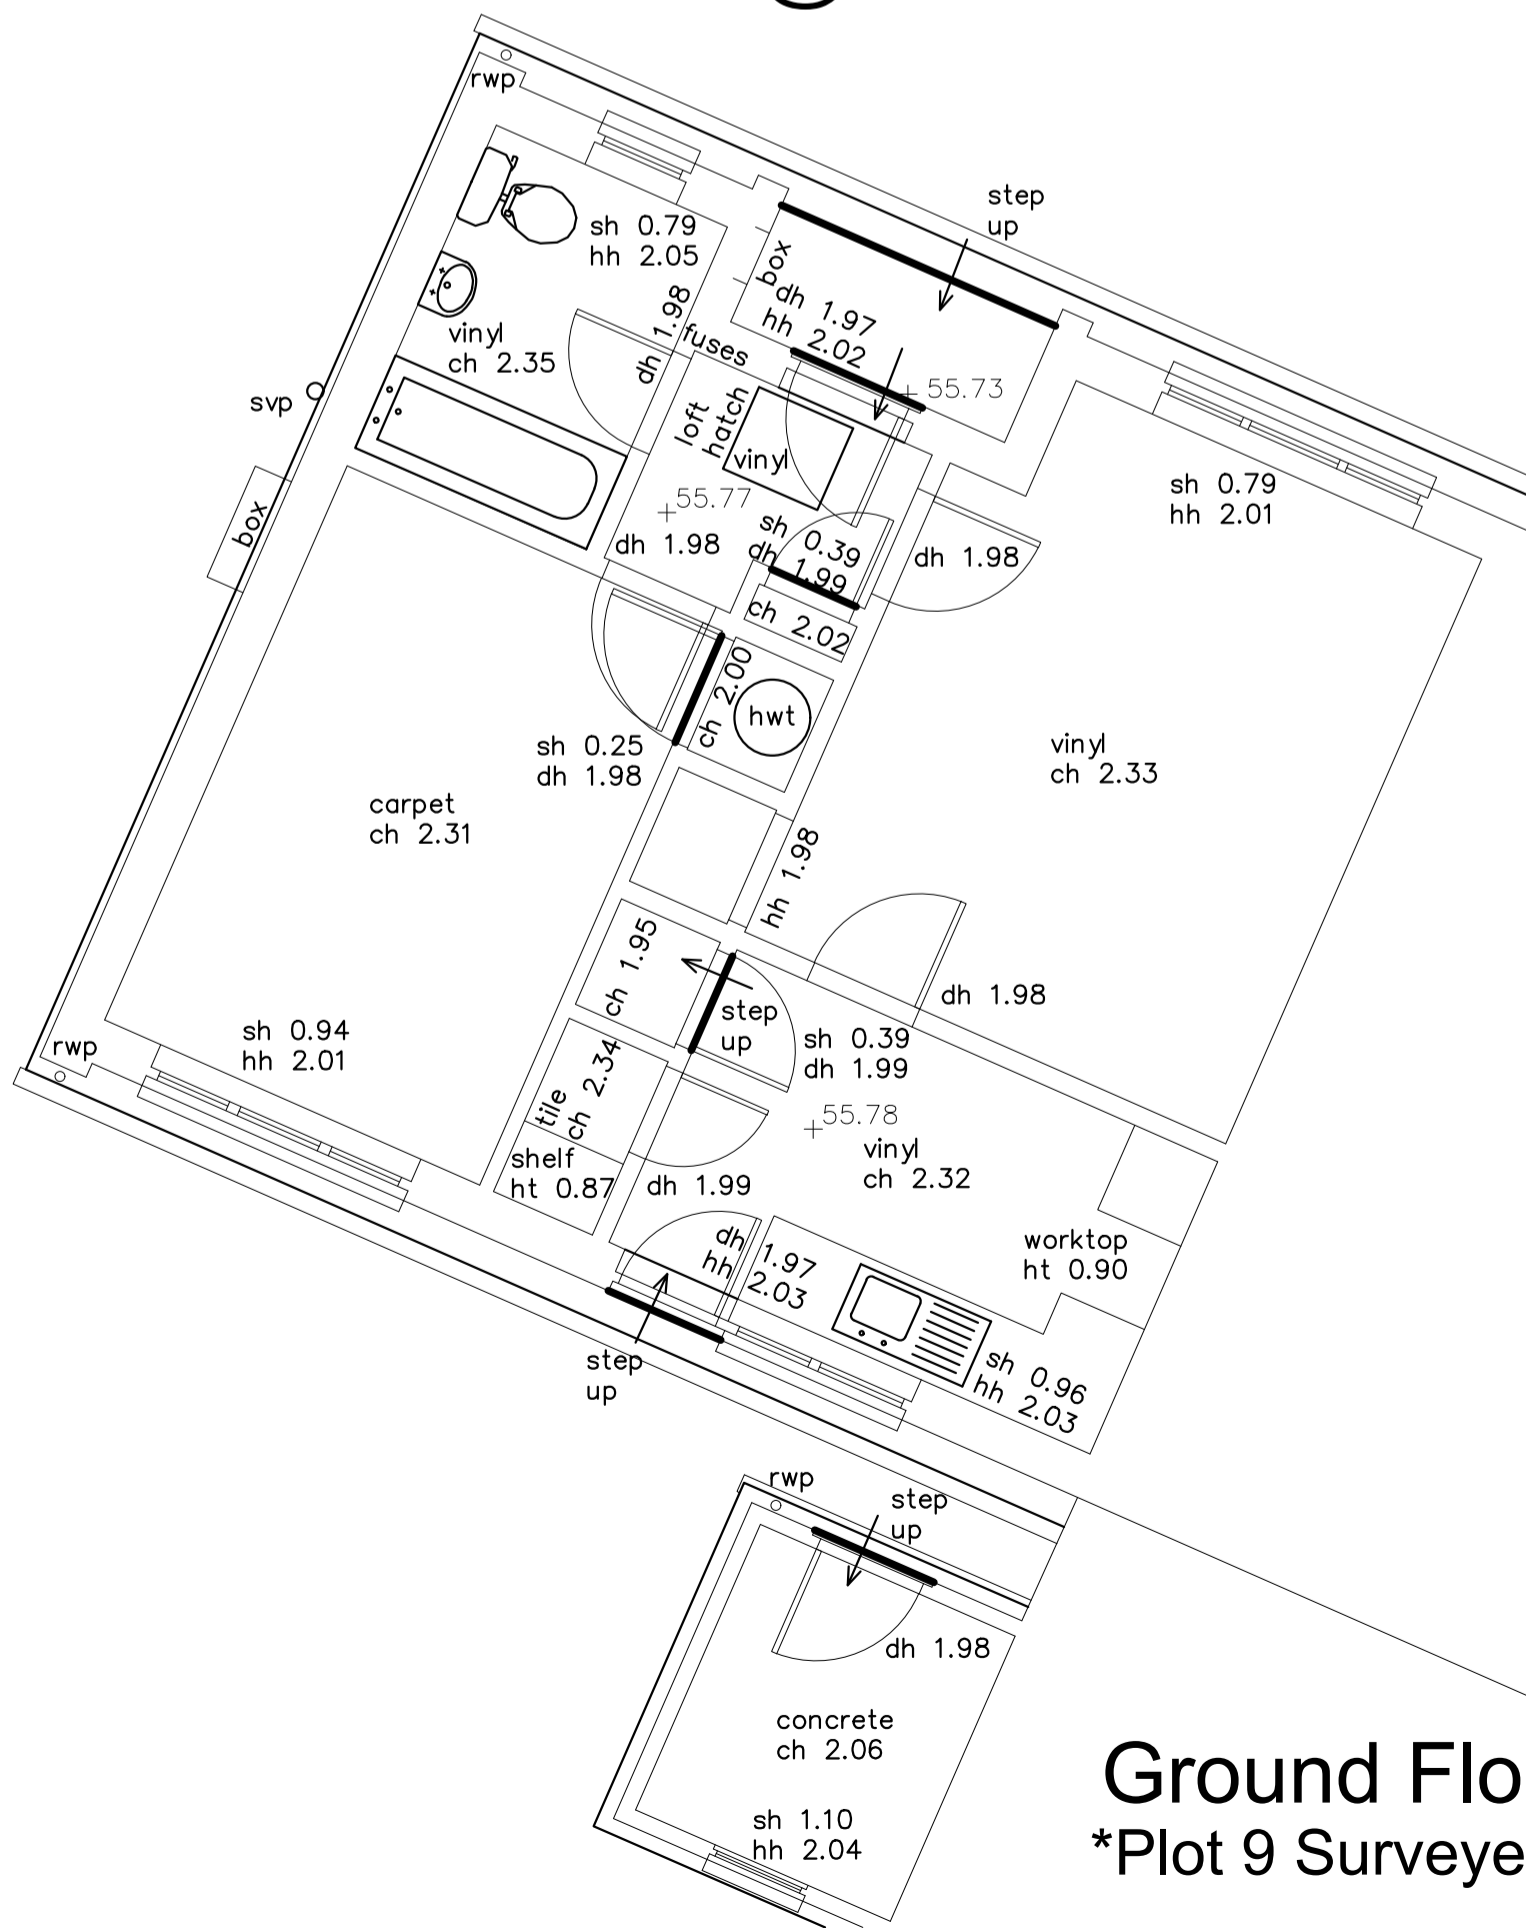 rwp
step
up
sh 0.79
hh 2.05
box
dh 1.97
hh 2.02
dh 1.98
fuses
vinyl
ch 2.35
55.73
svp
loft
hatch
vinyl
55.77
sh 0.79
hh 2.01
box
dh 1.98
sh 0.39
dh 1.99
dh 1.98
ch 2.02
ch 2.00
hwt
sh 0.25
dh 1.98
vinyl
ch 2.33
carpet
ch 2.31
hh 1.98
ch 1.95
dh 1.98
step
up
sh 0.94
hh 2.01
rwp
sh 0.39
dh 1.99
tile
ch 2.34
55.78
vinyl
ch 2.32
shelf
ht 0.87
dh 1.99
dh 1.97
hh 2.03
worktop
ht 0.90
step
up
sh 0.96
hh 2.03
rwp
step
up
dh 1.98
concrete
ch 2.06
Ground Flo
sh 1.10
hh 2.04
*Plot 9 Surveye